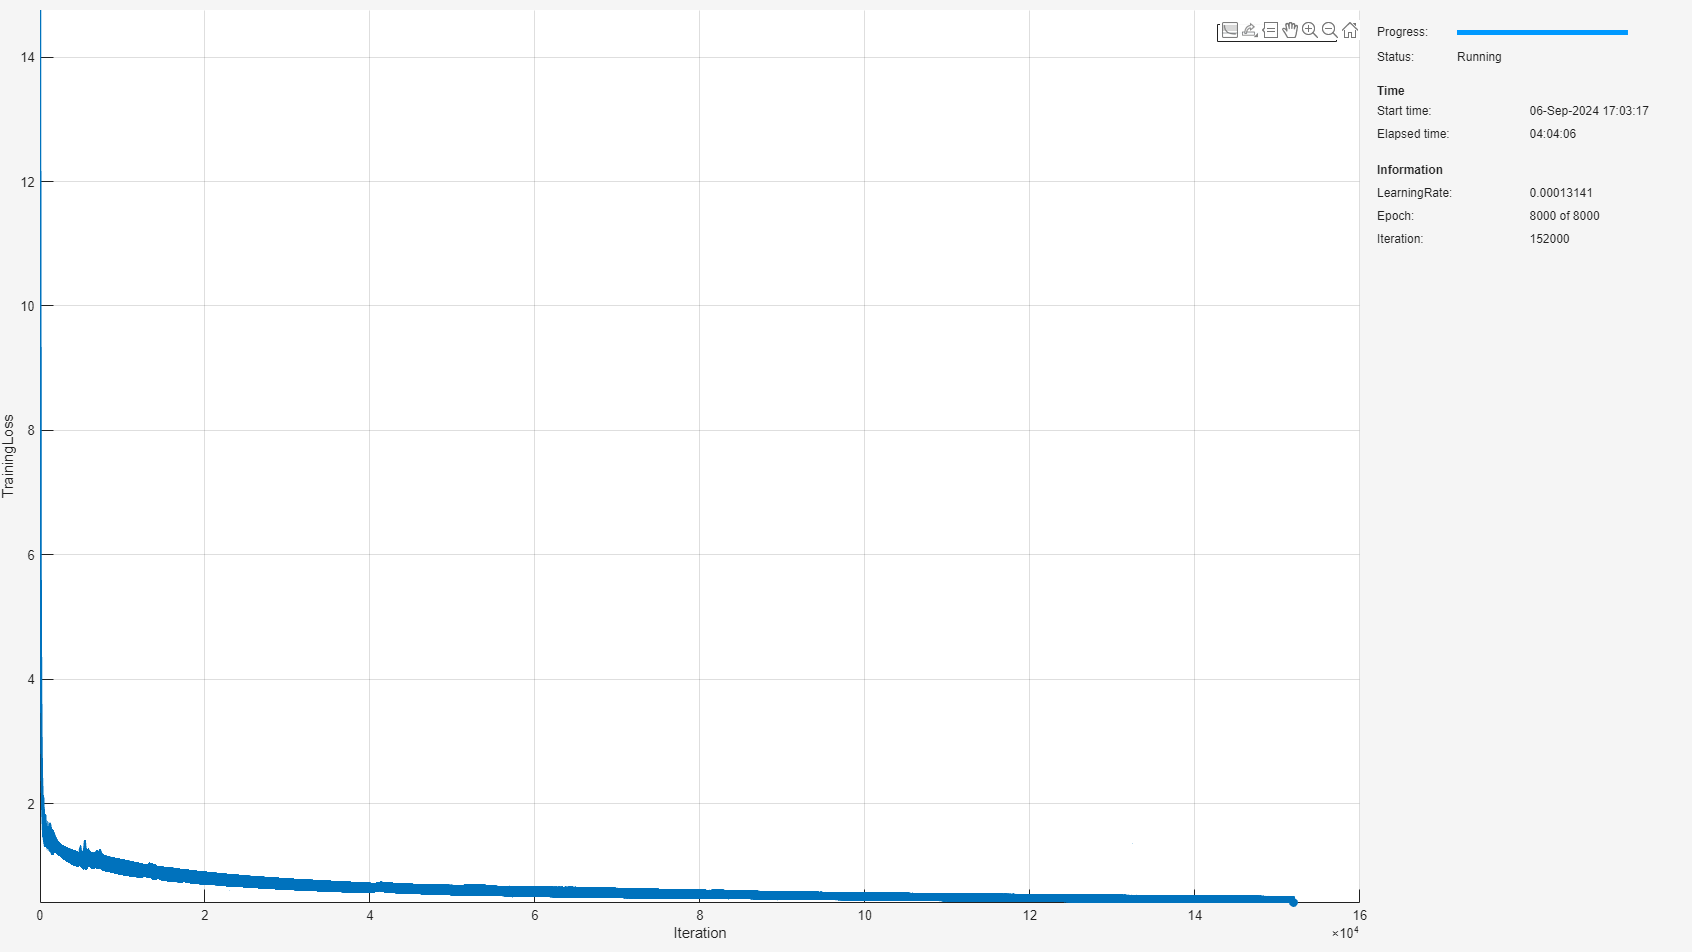 Progress:
Status: Running
Time
Start time: 06-Sep-2024 17:03:17
Elapsed time: 04:04:06
Information
LearningRate: 0.00013141
Epoch: 8000 of 8000
Iteration: 152000
TrainingLoss
14
12
10
8
6
4
2
0 2 4 6 8 10 12 14 16
Iteration
×10⁴